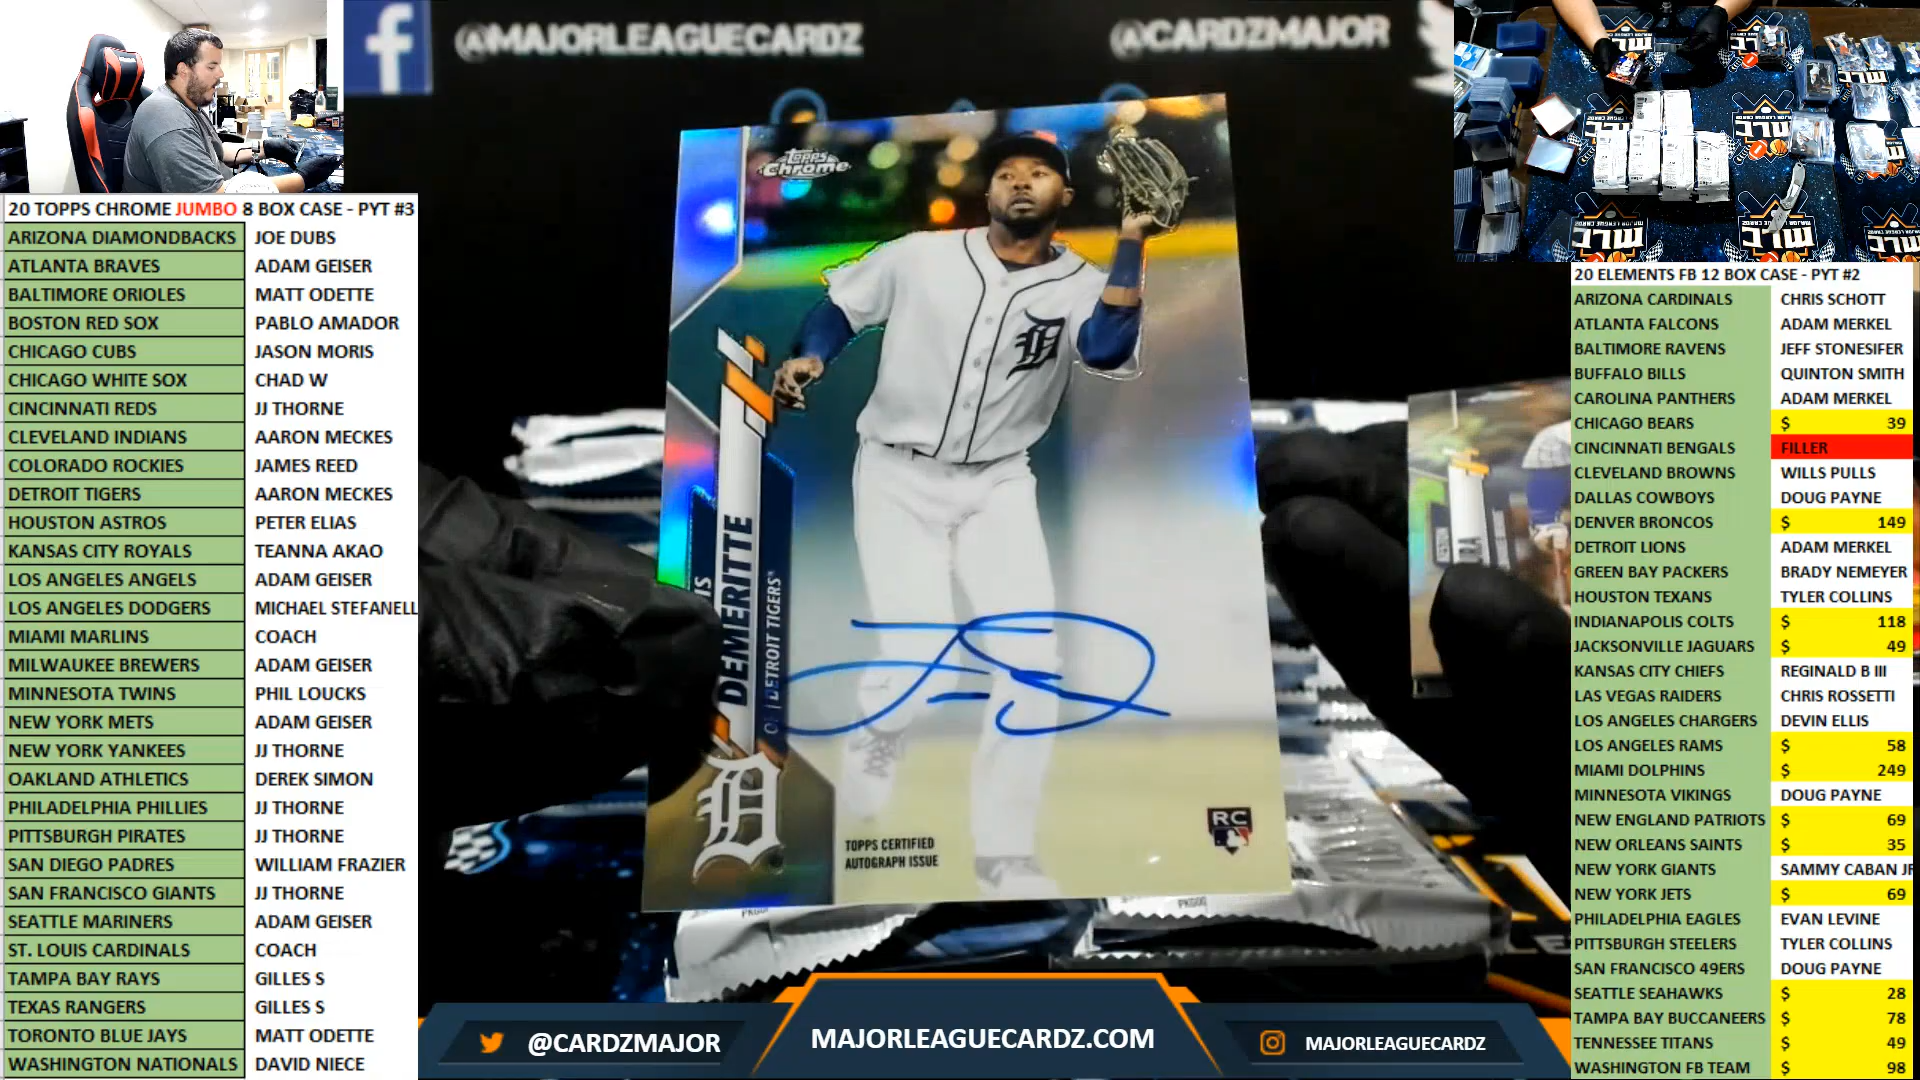 @MAJORLEAGUECARDZ
@CARDZMAJOR
20 TOPPS CHROME JUMBO 8 BOX CASE - PYT #3
ARIZONA DIAMONDBACKS JOE DUBS
ATLANTA BRAVES ADAM GEISER
BALTIMORE ORIOLES MATT ODETTE
BOSTON RED SOX PABLO AMADOR
CHICAGO CUBS JASON MORIS
CHICAGO WHITE SOX CHAD W
CINCINNATI REDS JJ THORNE
CLEVELAND INDIANS AARON MECKES
COLORADO ROCKIES JAMES REED
DETROIT TIGERS AARON MECKES
HOUSTON ASTROS PETER ELIAS
KANSAS CITY ROYALS TEANNA AKAO
LOS ANGELES ANGELS ADAM GEISER
LOS ANGELES DODGERS MICHAEL STEFANELL
MIAMI MARLINS COACH
MILWAUKEE BREWERS ADAM GEISER
MINNESOTA TWINS PHIL LOUCKS
NEW YORK METS ADAM GEISER
NEW YORK YANKEES JJ THORNE
OAKLAND ATHLETICS DEREK SIMON
PHILADELPHIA PHILLIES JJ THORNE
PITTSBURGH PIRATES JJ THORNE
SAN DIEGO PADRES WILLIAM FRAZIER
SAN FRANCISCO GIANTS JJ THORNE
SEATTLE MARINERS ADAM GEISER
ST. LOUIS CARDINALS COACH
TAMPA BAY RAYS GILLES S
TEXAS RANGERS GILLES S
TORONTO BLUE JAYS MATT ODETTE
WASHINGTON NATIONALS DAVID NIECE
Topps
Chrome
DEMERITTE
DETROIT TIGERS
TOPPS CERTIFIED
AUTOGRAPH ISSUE
RC
20 ELEMENTS FB 12 BOX CASE - PYT #2
ARIZONA CARDINALS CHRIS SCHOTT
ATLANTA FALCONS ADAM MERKEL
BALTIMORE RAVENS JEFF STONESIFER
BUFFALO BILLS QUINTON SMITH
CAROLINA PANTHERS ADAM MERKEL
CHICAGO BEARS $ 39
CINCINNATI BENGALS FILLER
CLEVELAND BROWNS WILLS PULLS
DALLAS COWBOYS DOUG PAYNE
DENVER BRONCOS $ 149
DETROIT LIONS ADAM MERKEL
GREEN BAY PACKERS BRADY NEMEYER
HOUSTON TEXANS TYLER COLLINS
INDIANAPOLIS COLTS $ 118
JACKSONVILLE JAGUARS $ 49
KANSAS CITY CHIEFS REGINALD B III
LAS VEGAS RAIDERS CHRIS ROSSETTI
LOS ANGELES CHARGERS DEVIN ELLIS
LOS ANGELES RAMS $ 58
MIAMI DOLPHINS $ 249
MINNESOTA VIKINGS DOUG PAYNE
NEW ENGLAND PATRIOTS $ 69
NEW ORLEANS SAINTS $ 35
NEW YORK GIANTS SAMMY CABAN JR
NEW YORK JETS $ 69
PHILADELPHIA EAGLES EVAN LEVINE
PITTSBURGH STEELERS TYLER COLLINS
SAN FRANCISCO 49ERS DOUG PAYNE
SEATTLE SEAHAWKS $ 28
TAMPA BAY BUCCANEERS $ 78
TENNESSEE TITANS $ 49
WASHINGTON FB TEAM $ 98
@CARDZMAJOR
MAJORLEAGUECARDZ.COM
MAJORLEAGUECARDZ